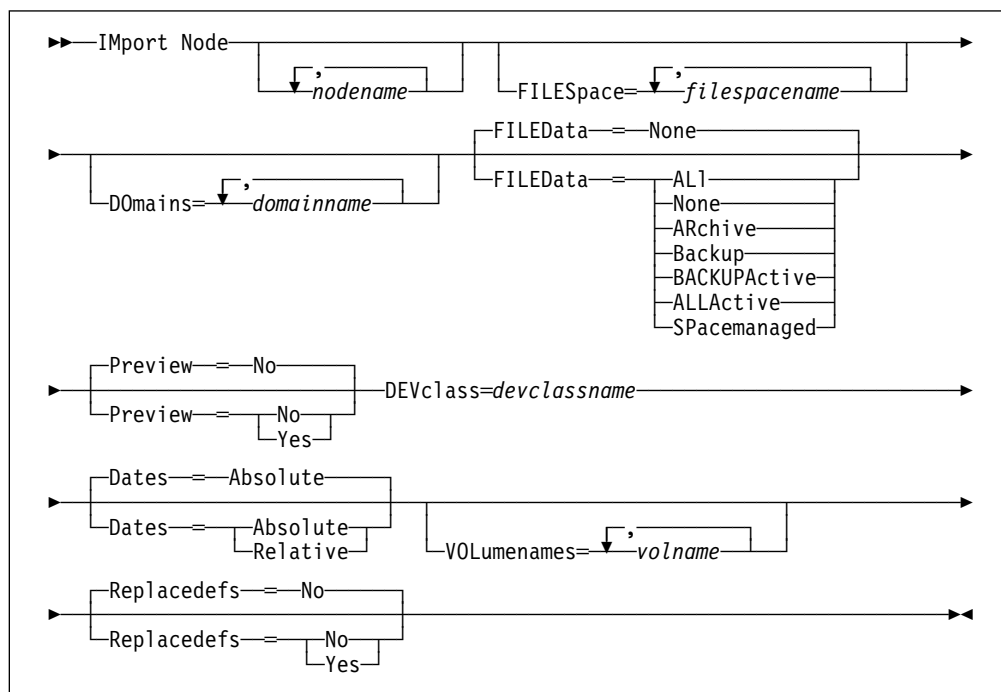 IMport Node
,
nodename
,
FILESpace= filespacename
FILEData = None
,
DOmains= domainname
FILEData = ALl
None
ARchive
Backup
BACKUPActive
ALLActive
SPacemanaged
Preview = No
DEVclass=devclassname
Preview = No
Yes
Dates = Absolute
Dates = Absolute
Relative
,
VOLumenames= volname
Replacedefs = No
Replacedefs = No
Yes